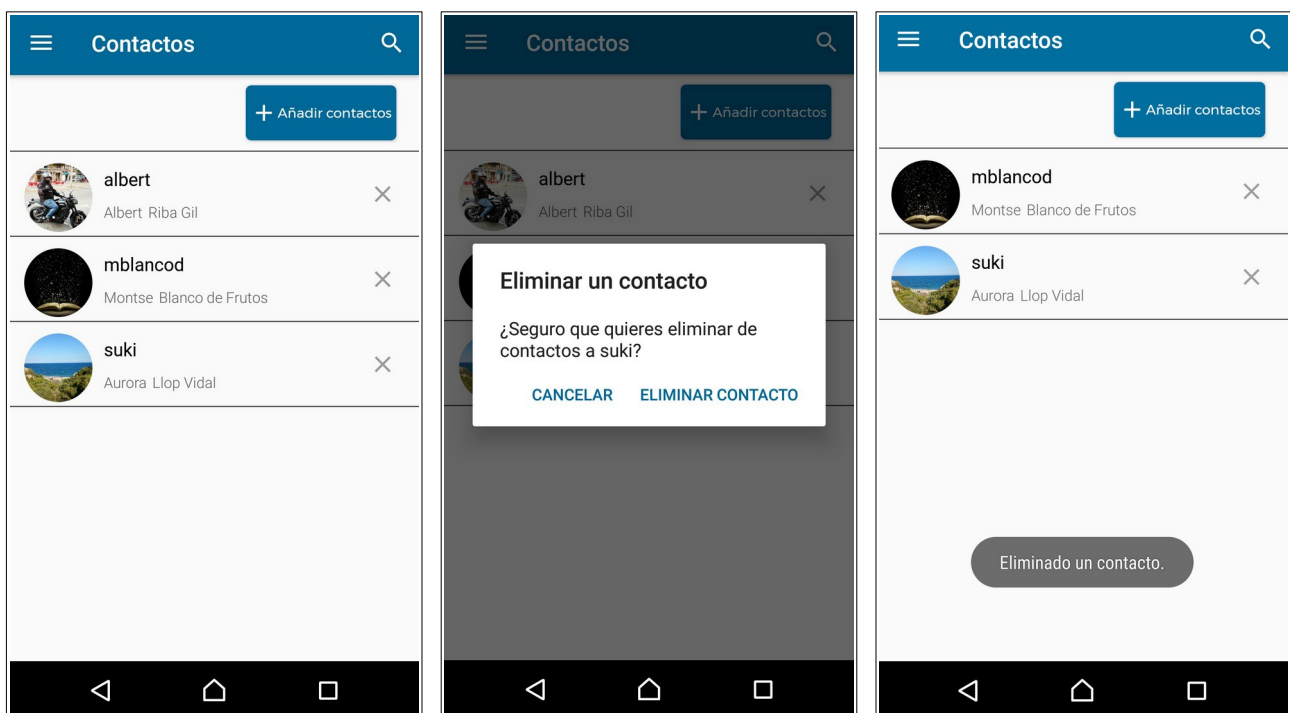 Contactos
+ Añadir contactos
albert
Albert Riba Gil
mblancod
Montse Blanco de Frutos
suki
Aurora Llop Vidal
Contactos
+ Añadir contactos
albert
Albert Riba Gil
Eliminar un contacto
¿Seguro que quieres eliminar de
contactos a suki?
CANCELAR ELIMINAR CONTACTO
Contactos
+ Añadir contactos
mblancod
Montse Blanco de Frutos
suki
Aurora Llop Vidal
Eliminado un contacto.